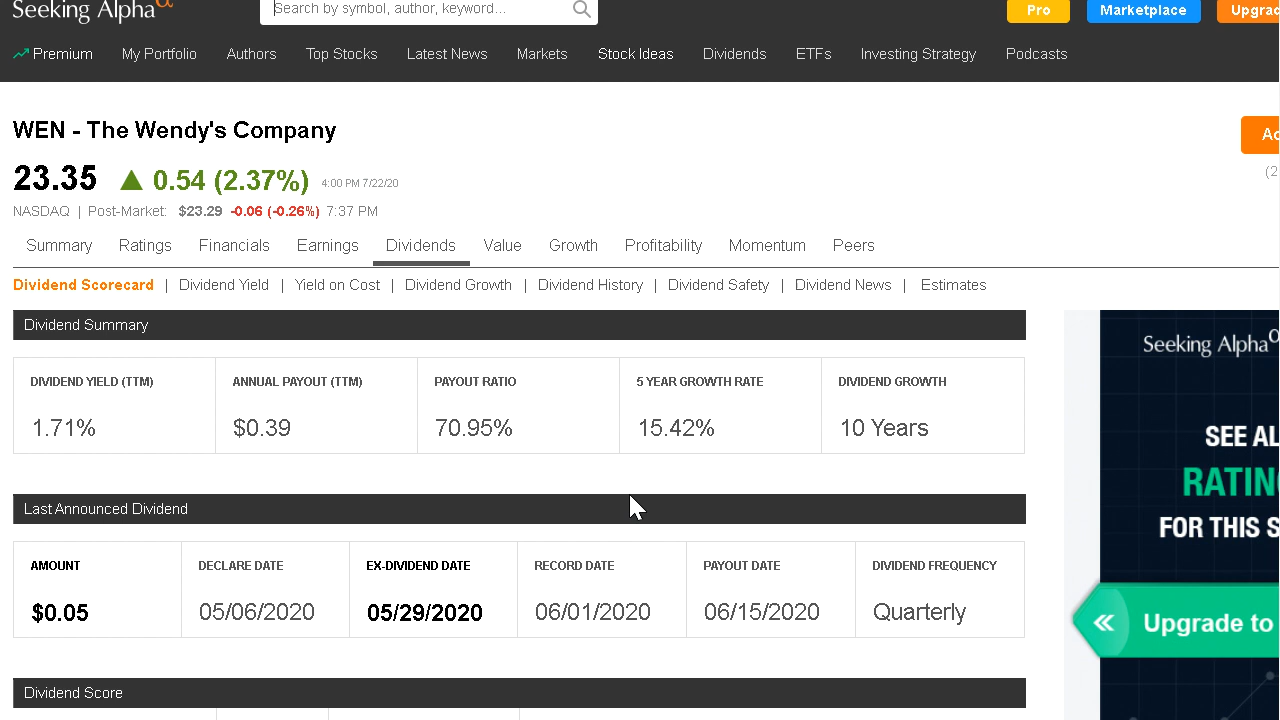 Seeking Alpha α
Search by symbol, author, keyword...
Pro
Marketplace
Premium My Portfolio Authors Top Stocks Latest News Markets Stock Ideas Dividends ETFs Investing Strategy Podcasts
WEN - The Wendy's Company
23.35 ▲ 0.54 (2.37%) 4:00 PM 7/22/20
NASDAQ | Post-Market: $23.29 -0.06 (-0.26%) 7:37 PM
Summary Ratings Financials Earnings Dividends Value Growth Profitability Momentum Peers
Dividend Scorecard | Dividend Yield | Yield on Cost | Dividend Growth | Dividend History | Dividend Safety | Dividend News | Estimates
Dividend Summary
DIVIDEND YIELD (TTM) ANNUAL PAYOUT (TTM) PAYOUT RATIO 5 YEAR GROWTH RATE DIVIDEND GROWTH
1.71% $0.39 70.95% 15.42% 10 Years
Last Announced Dividend
AMOUNT DECLARE DATE EX-DIVIDEND DATE RECORD DATE PAYOUT DATE DIVIDEND FREQUENCY
$0.05 05/06/2020 05/29/2020 06/01/2020 06/15/2020 Quarterly
Dividend Score
Seeking Alpha
SEE AL
RATIN
FOR THIS S
« Upgrade to